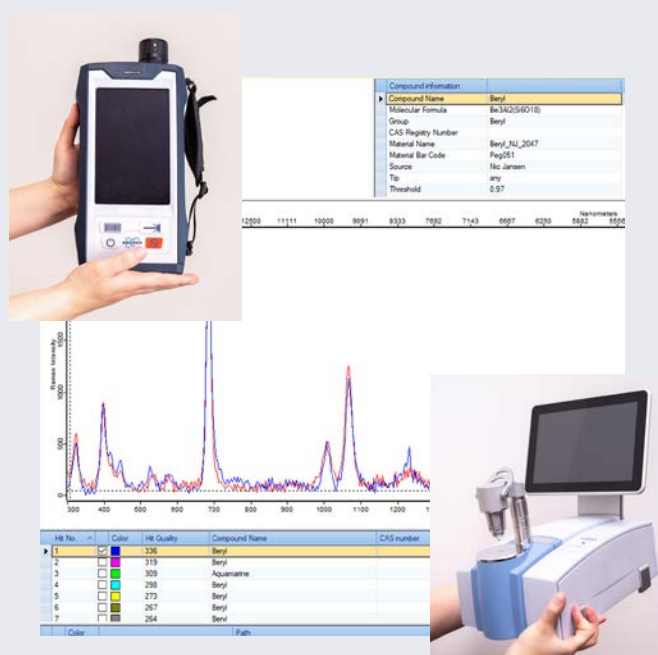 Compound information
Compound Name Beryl
Molecular Formula Be3Al2(Si6O18)
Group Beryl
CAS Registry Number
Material Name Beryl_NJ_2047
Material Bar Code Peg051
Source Nic Jansen
Tip any
Threshold 0.97
Nanometers
12500 11111 10000 9091 8333 7692 7143 6667 6250 5882 5556
Raman Intensity
1500
1000
500
0
300 400 500 600 700 800 900 1000 1100 1200
Hit No. Color Hit Quality Compound Name CAS number
1 336 Beryl
2 319 Beryl
3 309 Aquamarine
4 298 Beryl
5 273 Beryl
6 267 Beryl
7 264 Beryl
Color Path